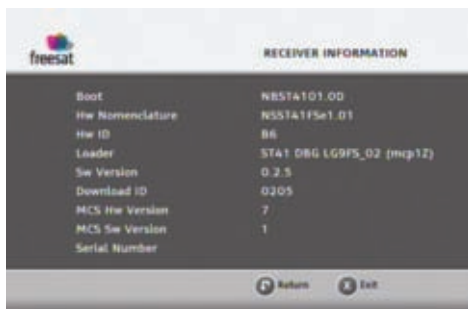 freesat
RECEIVER INFORMATION
Boot NBST4101.0D
Hw Nomenclature NSST41FSe1.01
Hw ID B6
Loader ST41 DBG LG9FS_02 (mcp1Z)
Sw Version 0.2.5
Download ID 0205
MCS Hw Version 7
MCS Sw Version 1
Serial Number
Return Exit